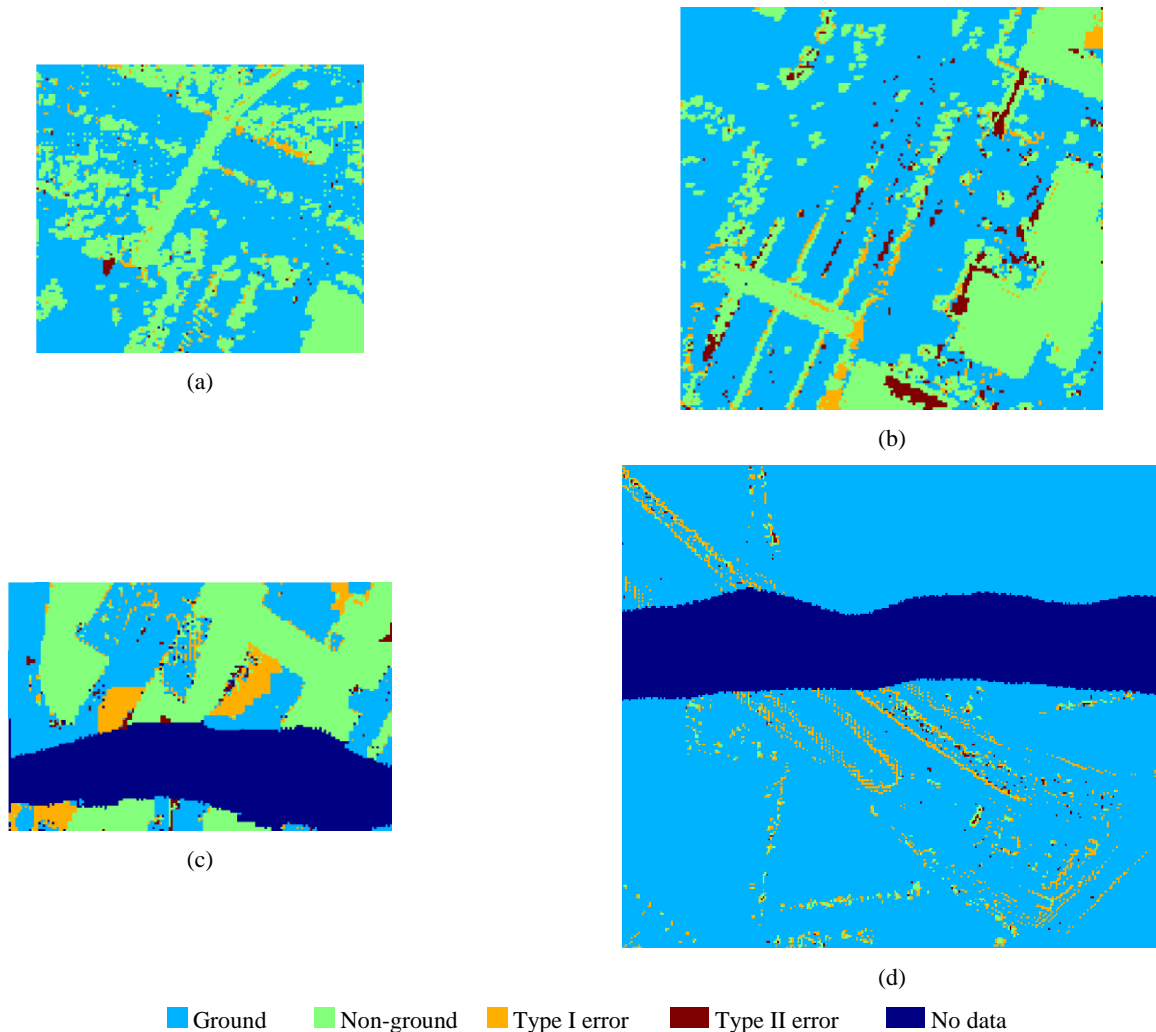 (a)
(b)
(c)
(d)
Ground Non-ground Type I error Type II error No data